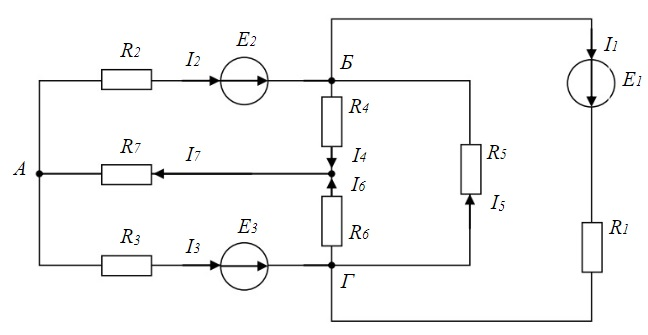 R2 I2 E2 Б I1
E1
R4
А R7 I7 I4 R5
I6 I5
R3 I3 E3 R6 R1
Г